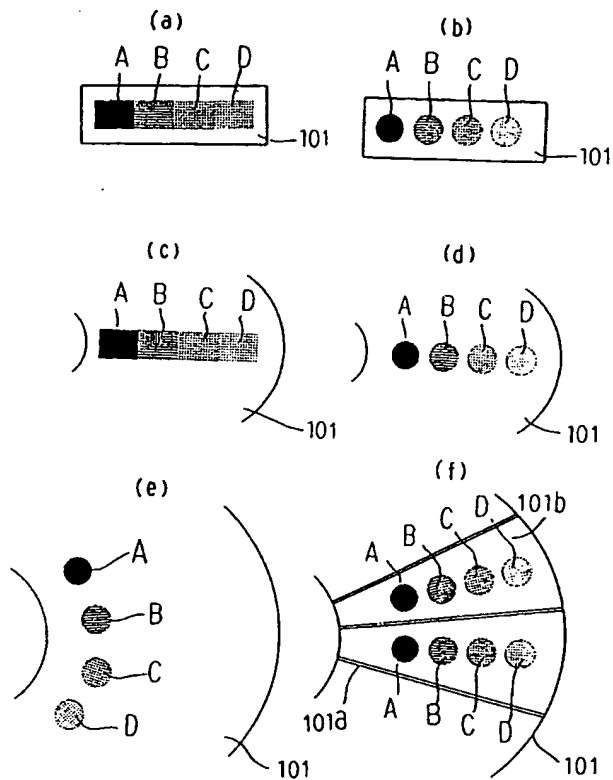 (a)
A B C D
101
(b)
A B C D
101
(c)
A B C D
101
(d)
A B C D
101
(e)
A
B
C
D
101
(f)
A B C D 101b
A B C D
101a
101